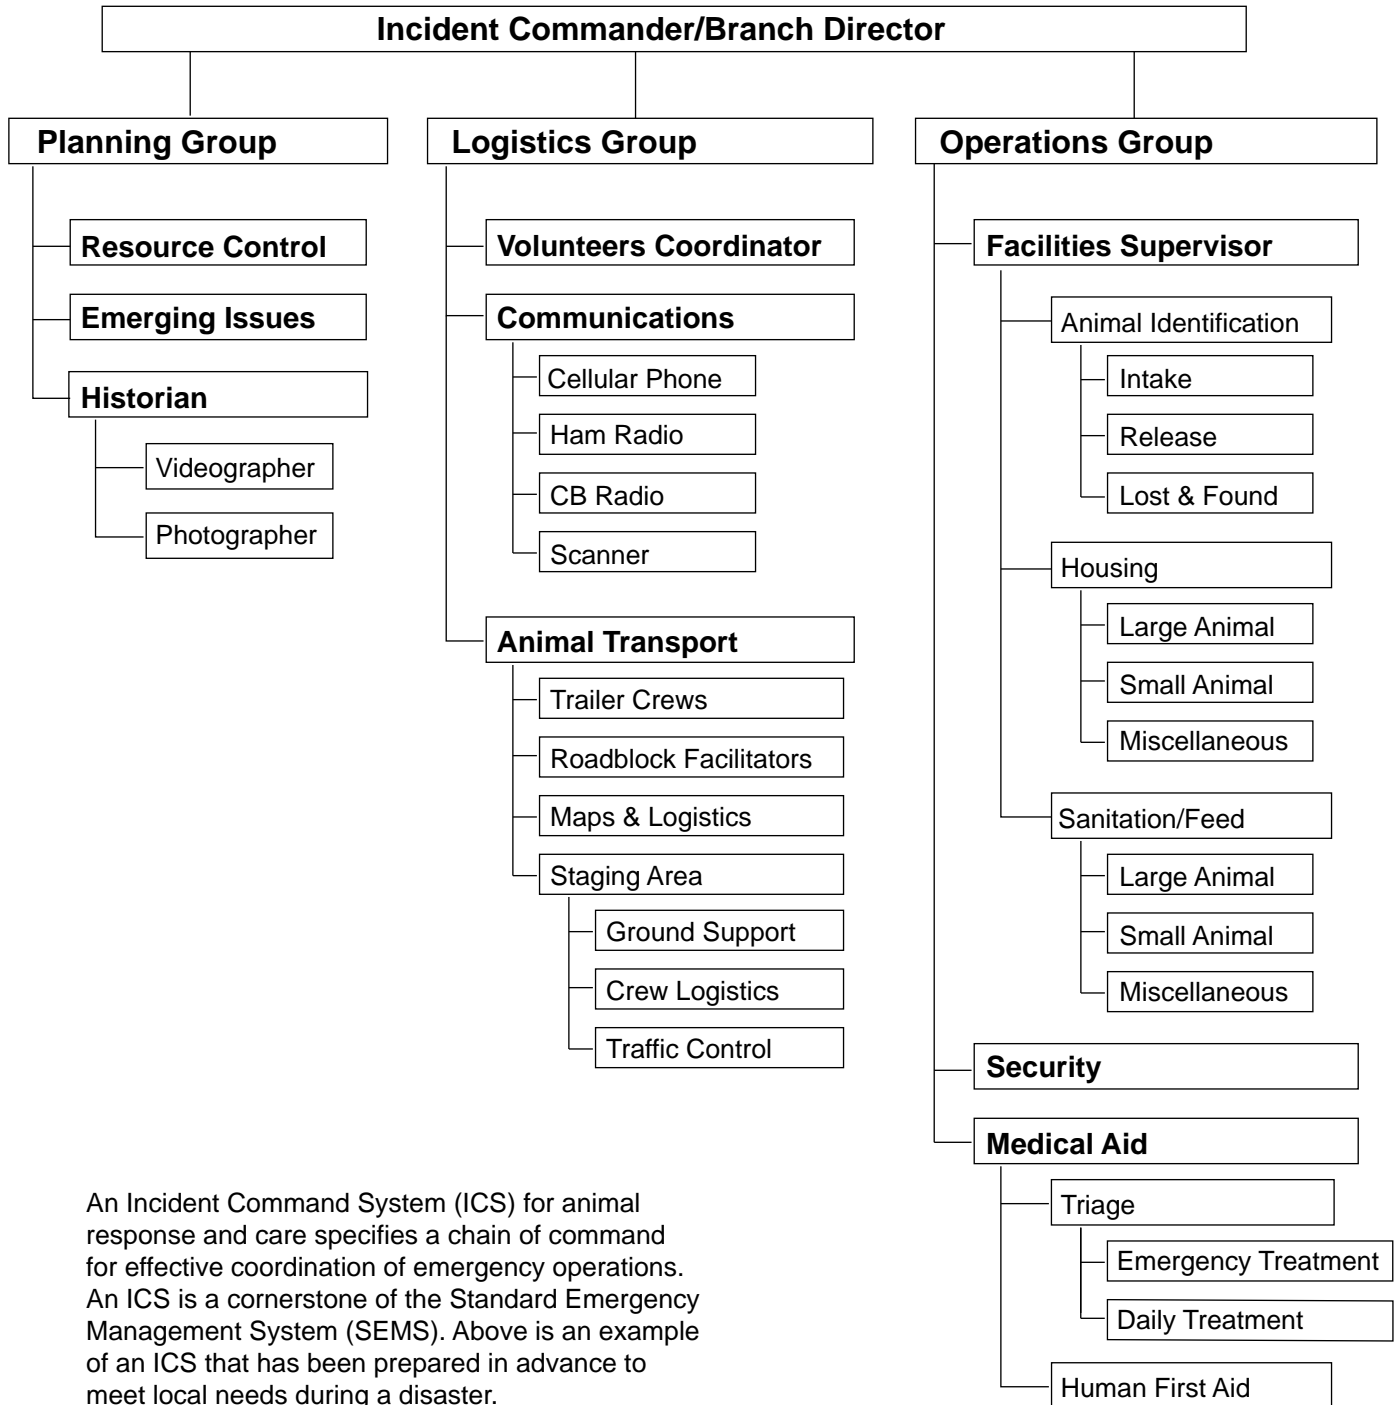 Incident Commander/Branch Director
Planning Group
Resource Control
Emerging Issues
Historian
Videographer
Photographer
Logistics Group
Volunteers Coordinator
Communications
Cellular Phone
Ham Radio
CB Radio
Scanner
Animal Transport
Trailer Crews
Roadblock Facilitators
Maps & Logistics
Staging Area
Ground Support
Crew Logistics
Traffic Control
Operations Group
Facilities Supervisor
Animal Identification
Intake
Release
Lost & Found
Housing
Large Animal
Small Animal
Miscellaneous
Sanitation/Feed
Large Animal
Small Animal
Miscellaneous
Security
Medical Aid
Triage
Emergency Treatment
Daily Treatment
Human First Aid
An Incident Command System (ICS) for animal
response and care specifies a chain of command
for effective coordination of emergency operations.
An ICS is a cornerstone of the Standard Emergency
Management System (SEMS). Above is an example
of an ICS that has been prepared in advance to
meet local needs during a disaster.